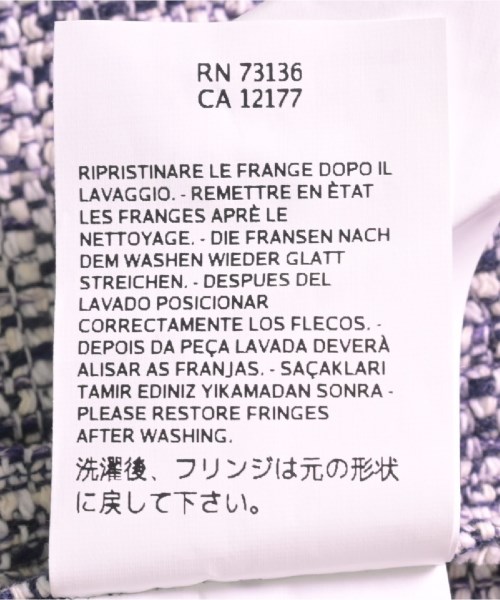 RN 73136
CA 12177
RIPRISTINARE LE FRANGE DOPO IL
LAVAGGIO. - REMETTRE EN ÈTAT
LES FRANGES APRÈ LE
NETTOYAGE. - DIE FRANSEN NACH
DEM WASHEN WIEDER GLATT
STREICHEN. - DESPUES DEL
LAVADO POSICIONAR
CORRECTAMENTE LOS FLECOS. -
DEPOIS DA PEÇA LAVADA DEVERÀ
ALISAR AS FRANJAS. - SAÇAKLARI
TAMIR EDINIZ YIKAMADAN SONRA -
PLEASE RESTORE FRINGES
AFTER WASHING.
洗濯後、フリンジは元の形状
に戻して下さい。